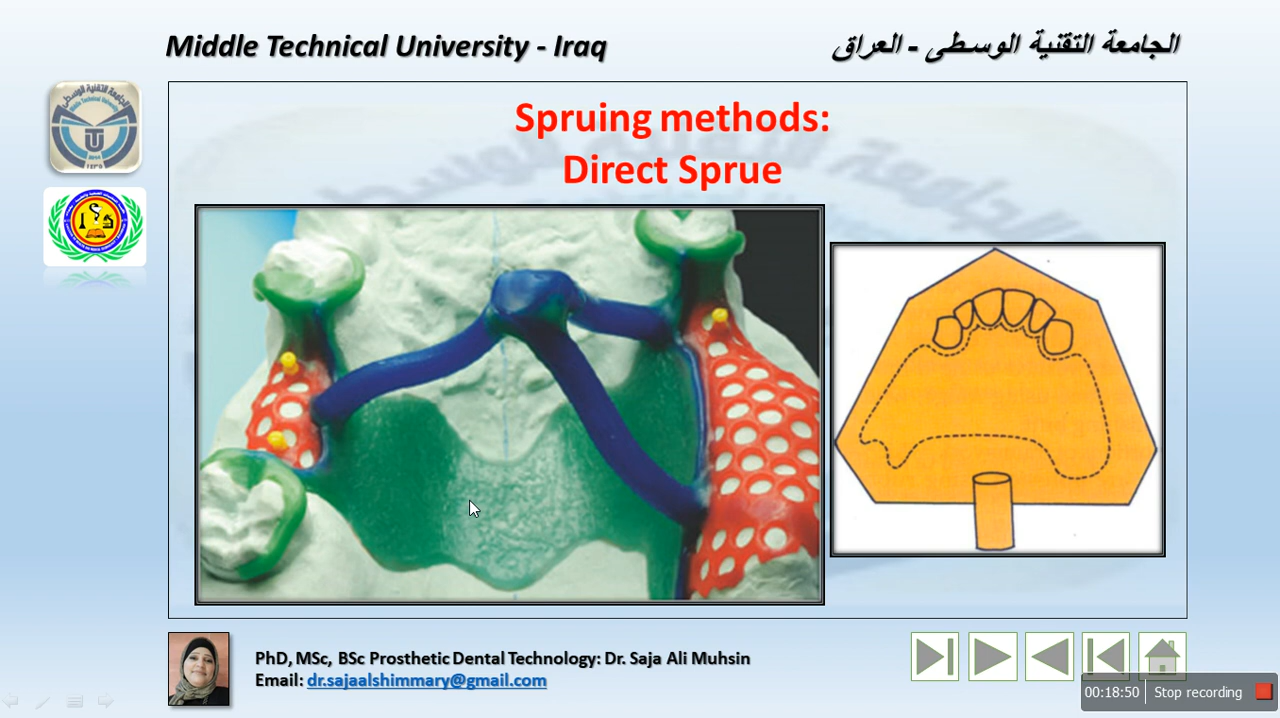 Middle Technical University - Iraq
الجامعة التقنية الوسطى - العراق
Spruing methods:
Direct Sprue
PhD, MSc, BSc Prosthetic Dental Technology: Dr. Saja Ali Muhsin
Email: dr.sajaalshimmary@gmail.com
00:18:50 Stop recording